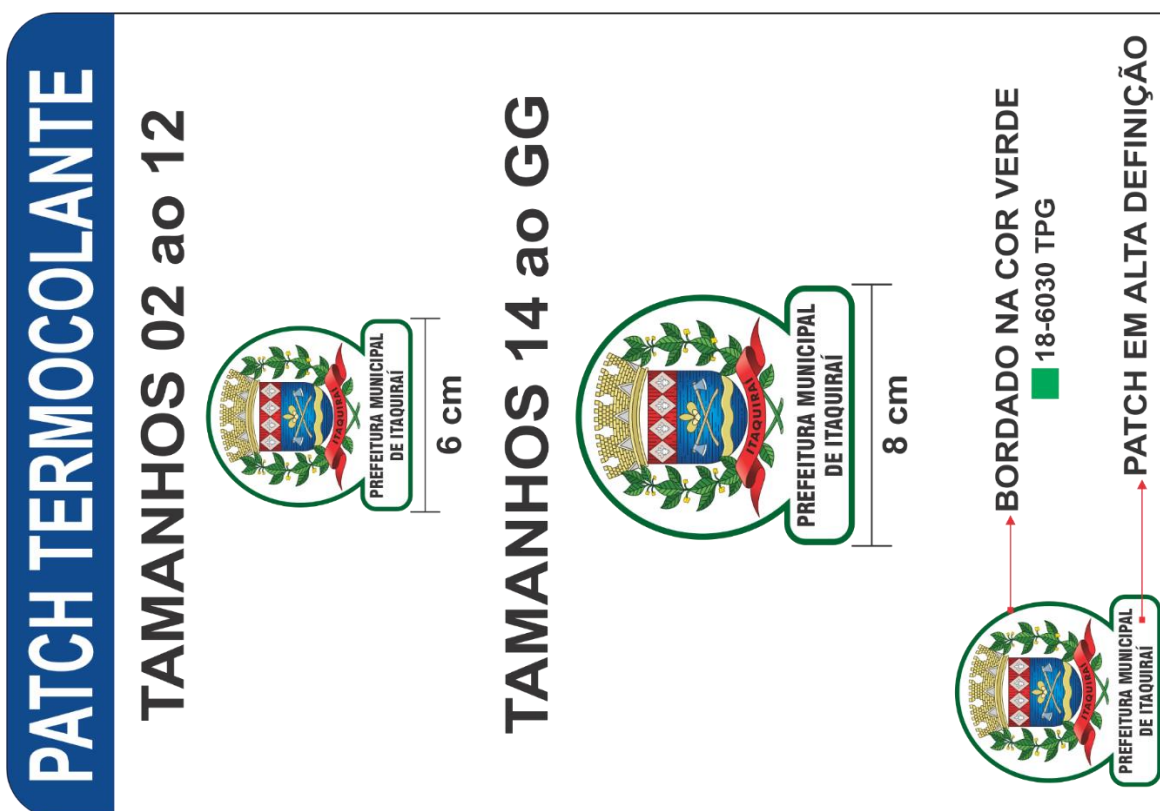 PATCH TERMOCOLANTE
TAMANHOS 02 ao 12
ITAQUIRAÍ
PREFEITURA MUNICIPAL
DE ITAQUIRAÍ
6 cm
TAMANHOS 14 ao GG
ITAQUIRAÍ
PREFEITURA MUNICIPAL
DE ITAQUIRAÍ
8 cm
ITAQUIRAÍ
PREFEITURA MUNICIPAL
DE ITAQUIRAÍ
BORDADO NA COR VERDE
18-6030 TPG
PATCH EM ALTA DEFINIÇÃO